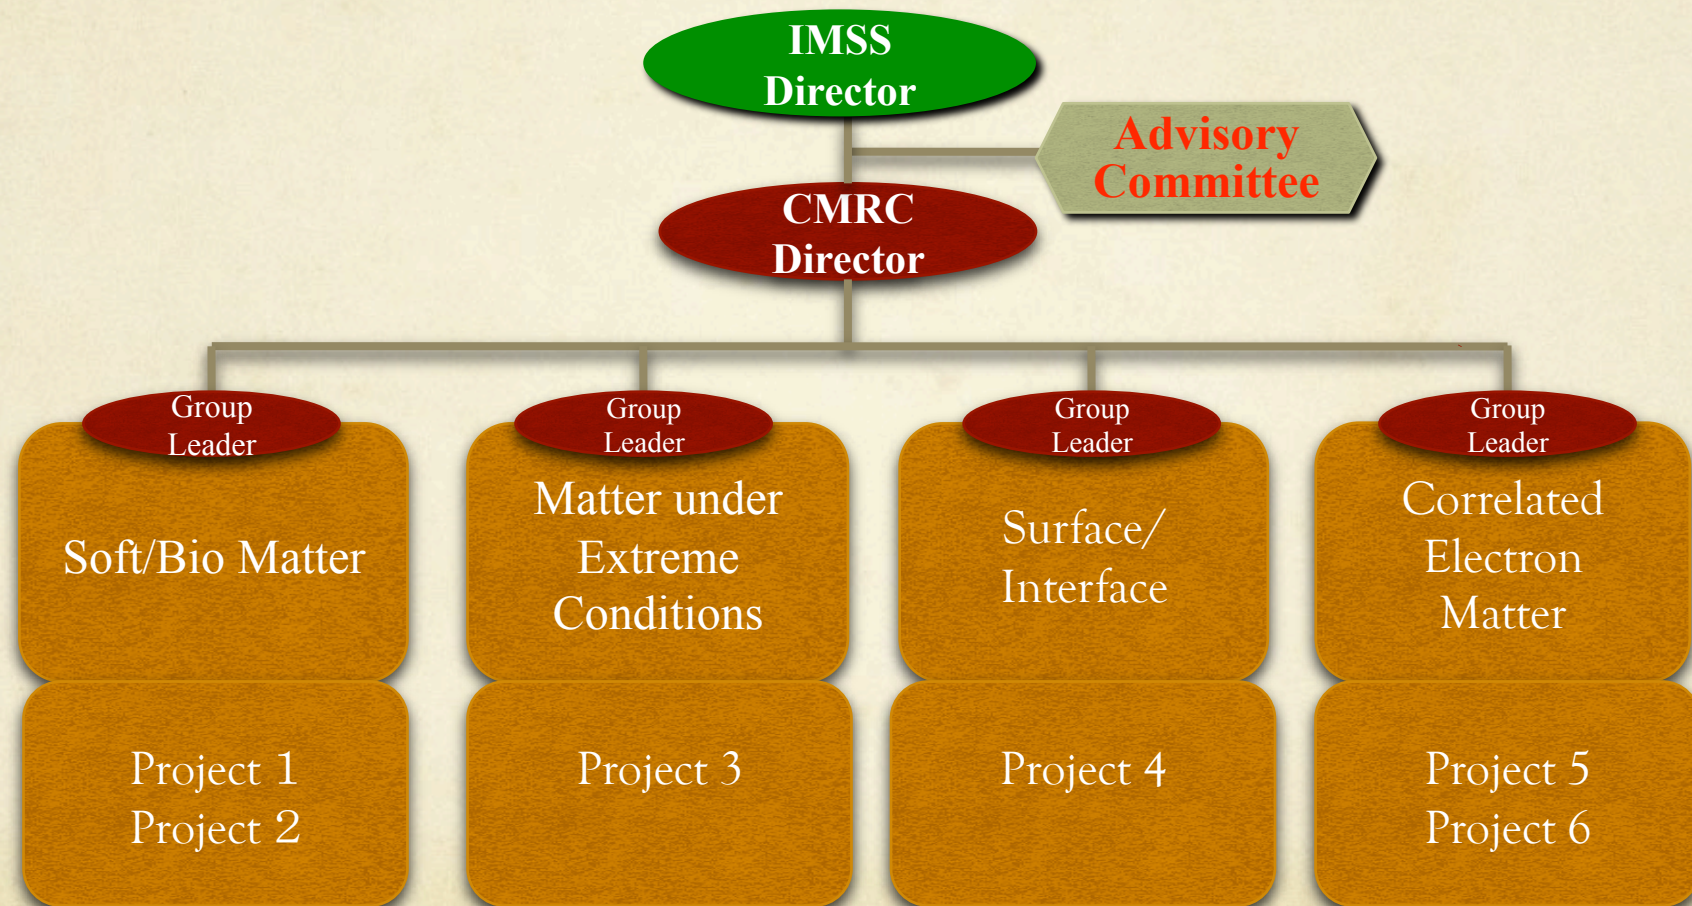 IMSS
Director
Advisory
Committee
CMRC
Director
Group
Leader
Soft/Bio Matter
Project 1
Project 2
Group
Leader
Matter under
Extreme
Conditions
Project 3
Group
Leader
Surface/
Interface
Project 4
Group
Leader
Correlated
Electron
Matter
Project 5
Project 6